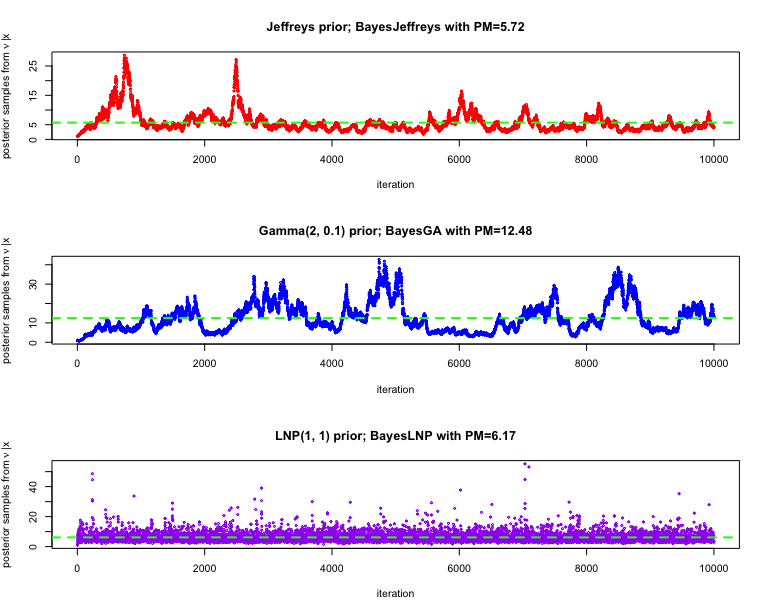 Jeffreys prior; BayesJeffreys with PM=5.72
posterior samples from ν |x
0 5 15 25
0 2000 4000 6000 8000 10000
iteration
Gamma(2, 0.1) prior; BayesGA with PM=12.48
posterior samples from ν |x
0 10 30
0 2000 4000 6000 8000 10000
iteration
LNP(1, 1) prior; BayesLNP with PM=6.17
posterior samples from ν |x
0 20 40
0 2000 4000 6000 8000 10000
iteration